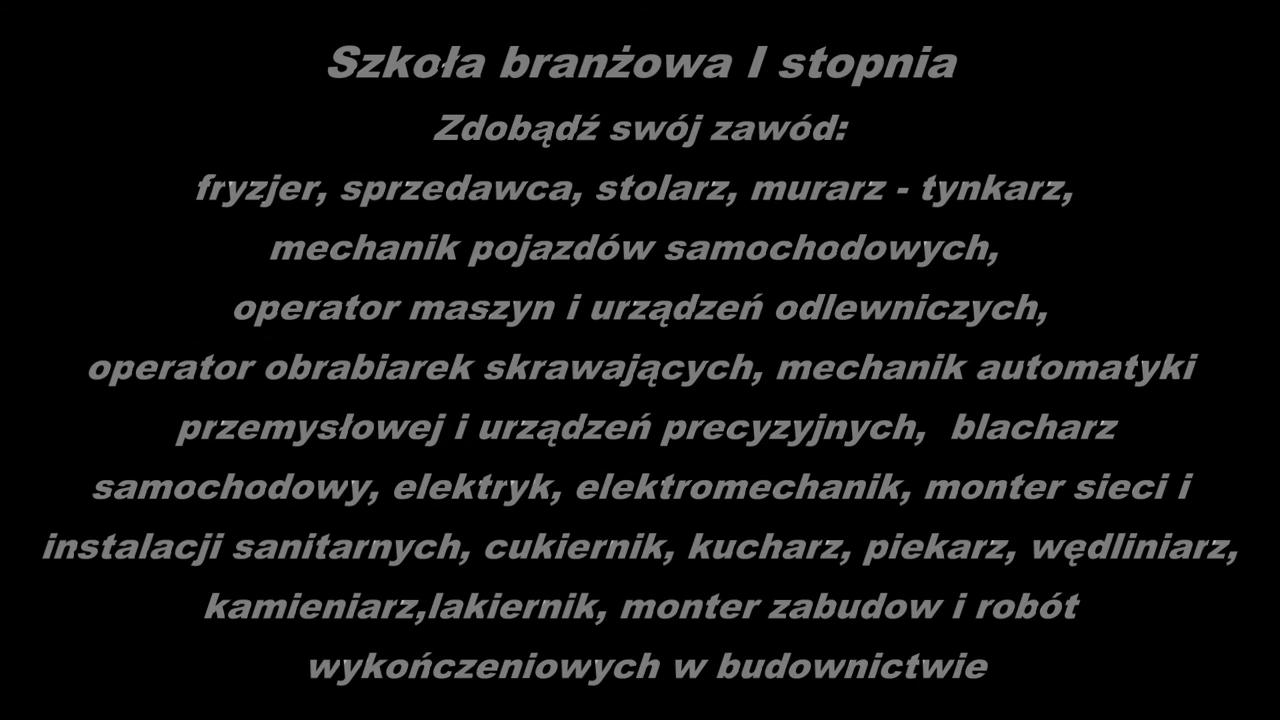 Szkoła branżowa I stopnia
Zdobądź swój zawód:
fryzjer, sprzedawca, stolarz, murarz - tynkarz,
mechanik pojazdów samochodowych,
operator maszyn i urządzeń odlewniczych,
operator obrabiarek skrawających, mechanik automatyki
przemysłowej i urządzeń precyzyjnych,  blacharz
samochodowy, elektryk, elektromechanik, monter sieci i
instalacji sanitarnych, cukiernik, kucharz, piekarz, wędliniarz,
kamieniarz,lakiernik, monter zabudow i robót
wykończeniowych w budownictwie